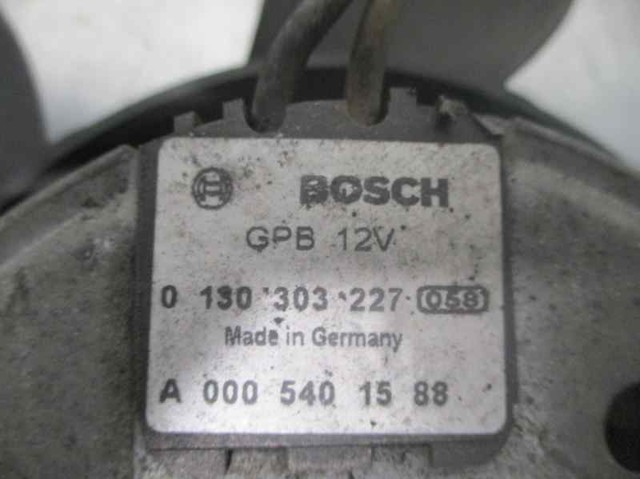 BOSCH
GPB 12V
0 130 303 227 058
Made in Germany
A 000 540 15 88